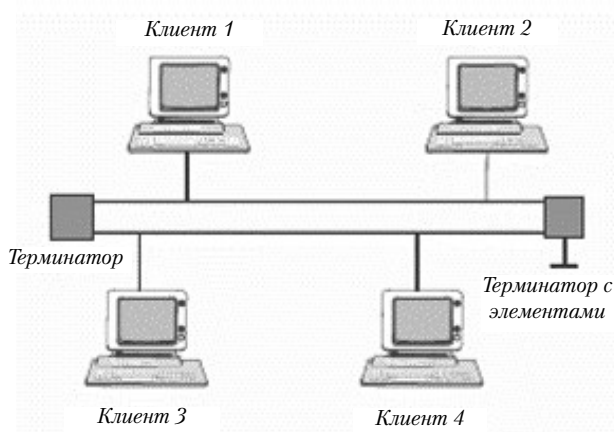 Клиент 1
Клиент 2
Терминатор
Терминатор с
элементами
Клиент 3
Клиент 4